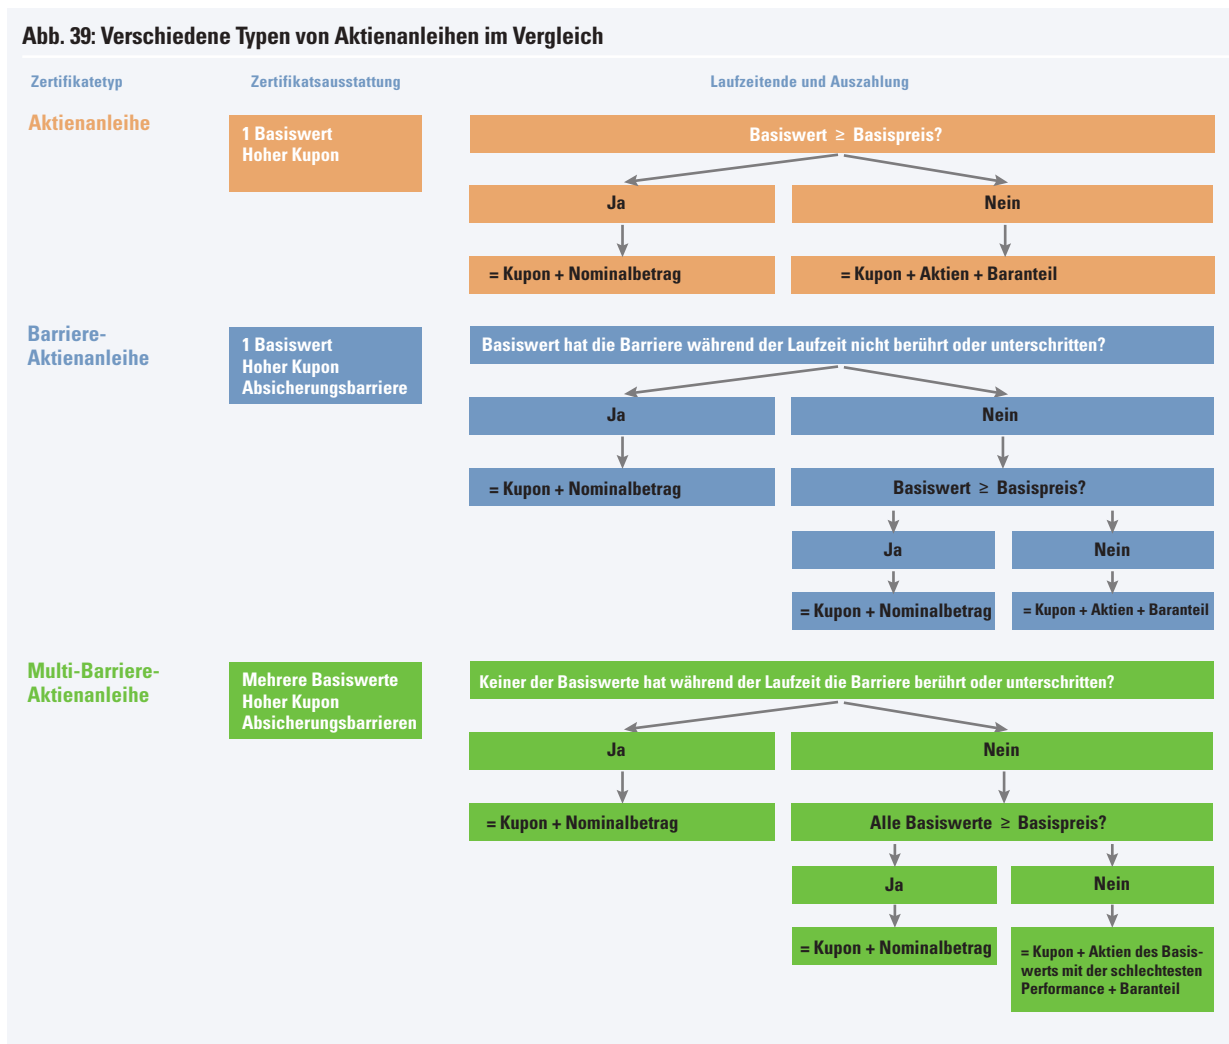 Abb. 39: Verschiedene Typen von Aktienanleihen im Vergleich
Zertifikatetyp
Zertifikatsausstattung
Laufzeitende und Auszahlung
Aktienanleihe
1 Basiswert
Hoher Kupon
Basiswert ≥ Basispreis?
Ja
Nein
= Kupon + Nominalbetrag
= Kupon + Aktien + Baranteil
Barriere-
Aktienanleihe
1 Basiswert
Hoher Kupon
Absicherungsbarriere
Basiswert hat die Barriere während der Laufzeit nicht berührt oder unterschritten?
Ja
Nein
= Kupon + Nominalbetrag
Basiswert ≥ Basispreis?
Ja
Nein
= Kupon + Nominalbetrag
= Kupon + Aktien + Baranteil
Multi-Barriere-
Aktienanleihe
Mehrere Basiswerte
Hoher Kupon
Absicherungsbarrieren
Keiner der Basiswerte hat während der Laufzeit die Barriere berührt oder unterschritten?
Ja
Nein
= Kupon + Nominalbetrag
Alle Basiswerte ≥ Basispreis?
Ja
Nein
= Kupon + Nominalbetrag
= Kupon + Aktien des Basis-
werts mit der schlechtesten
Performance + Baranteil